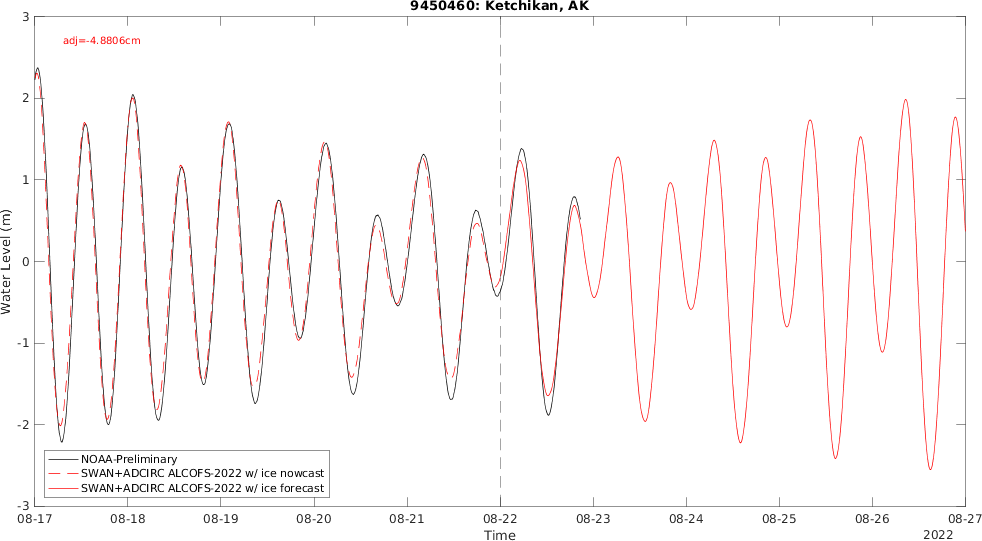 9450460: Ketchikan, AK
adj=-4.8806cm
Water Level (m)
3
2
1
0
-1
-2
-3
NOAA-Preliminary
SWAN+ADCIRC ALCOFS-2022 w/ ice nowcast
SWAN+ADCIRC ALCOFS-2022 w/ ice forecast
08-17 08-18 08-19 08-20 08-21 08-22 08-23 08-24 08-25 08-26 08-27
Time
2022